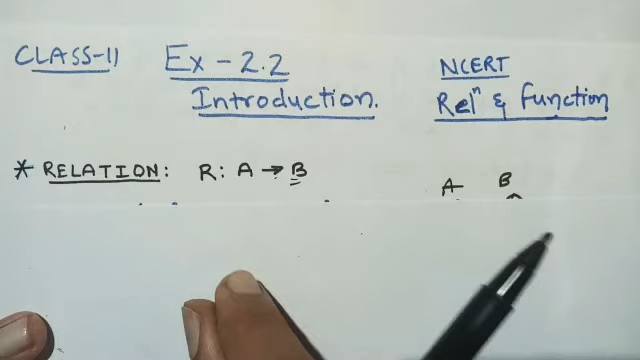 CLASS-11
Ex-2.2
Introduction.
NCERT
Relⁿ & Function
* RELATION: R: A → B
A B